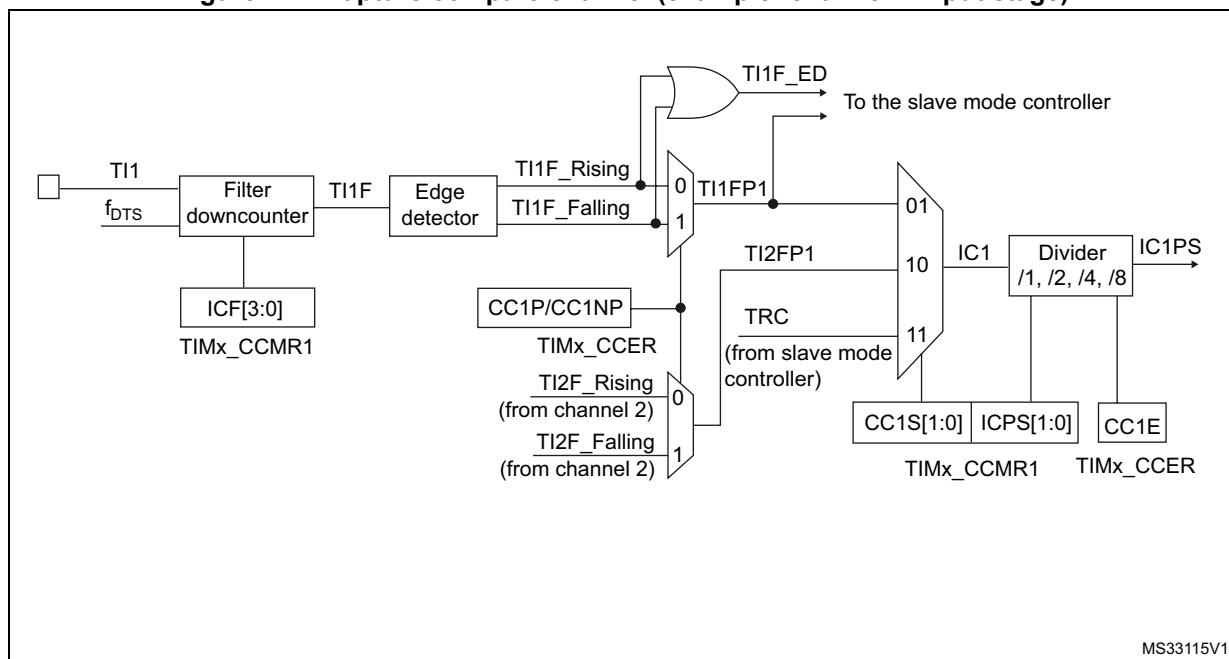 TI1F_ED
To the slave mode controller
TI1
f_DTS
Filter
downcounter
TI1F
Edge
detector
TI1F_Rising
TI1F_Falling
0
1
TI1FP1
01
TI2FP1
10
IC1
Divider
/1, /2, /4, /8
IC1PS
ICF[3:0]
TIMx_CCMR1
CC1P/CC1NP
TIMx_CCER
TRC
11
(from slave mode
controller)
TI2F_Rising
(from channel 2)
0
TI2F_Falling
(from channel 2)
1
CC1S[1:0]
ICPS[1:0]
TIMx_CCMR1
CC1E
TIMx_CCER
MS33115V1